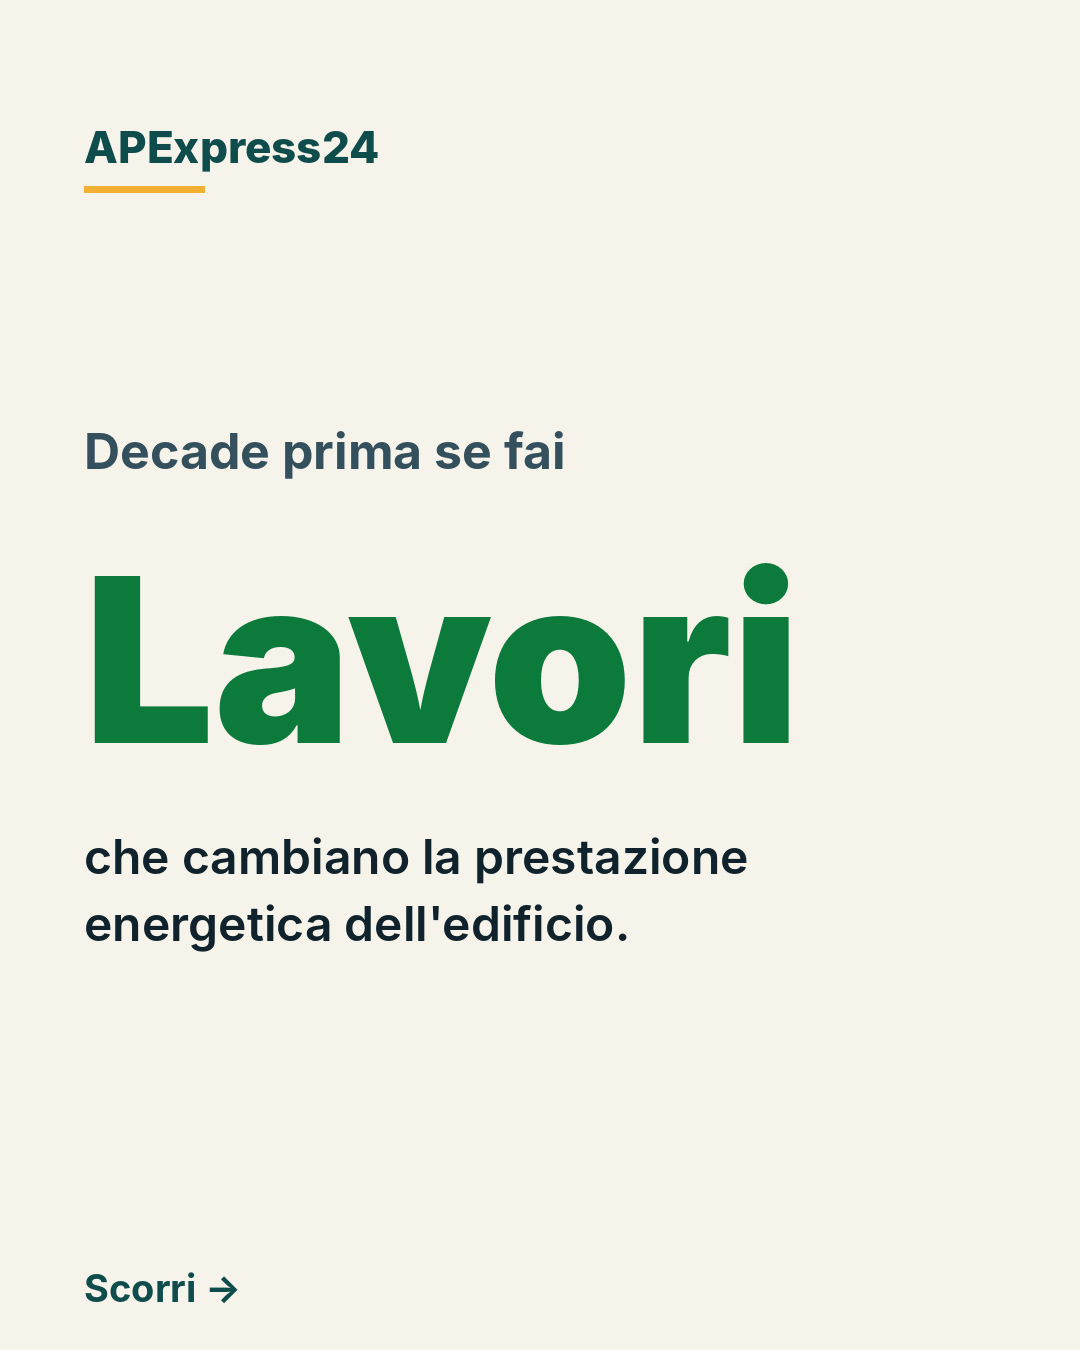 APExpress24
Decade prima se fai
Lavori
che cambiano la prestazione
energetica dell'edificio.
Scorri →